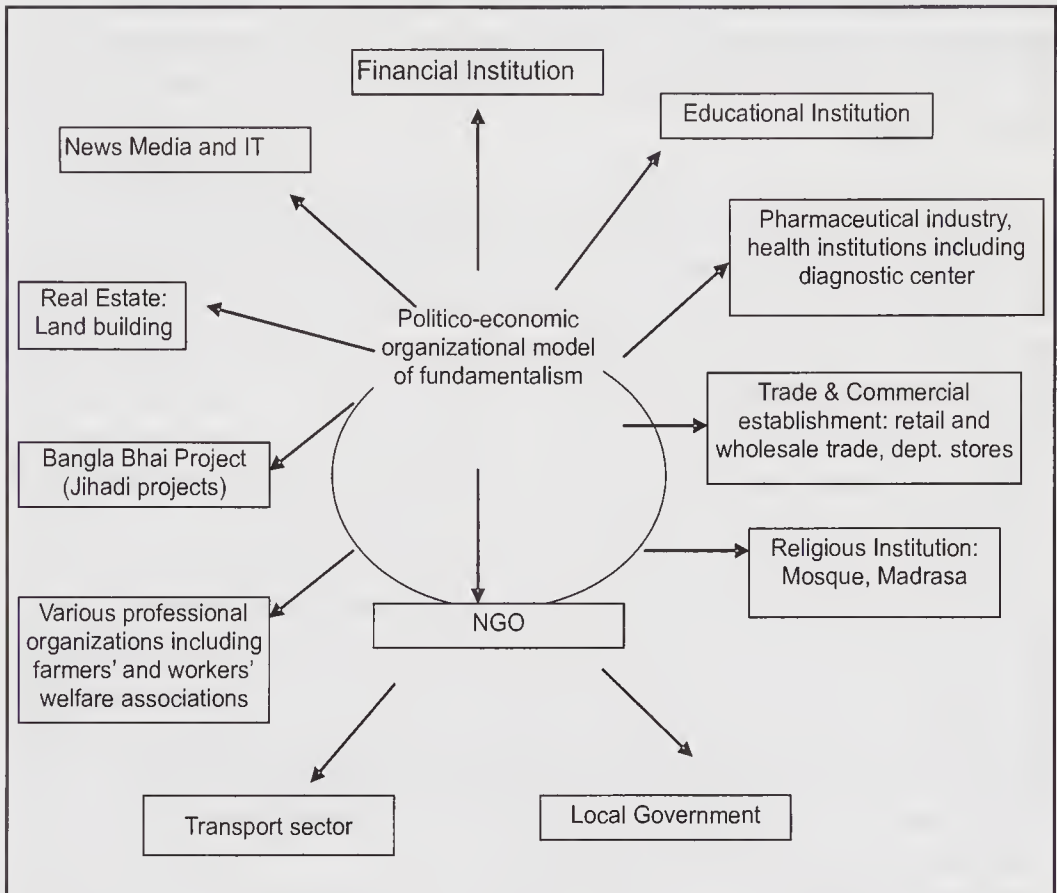 Financial Institution
Educational Institution
News Media and IT
Pharmaceutical industry,
health institutions including
diagnostic center
Real Estate:
Land building
Politico-economic
organizational model
of fundamentalism
Trade & Commercial
establishment: retail and
wholesale trade, dept. stores
Bangla Bhai Project
(Jihadi projects)
Religious Institution:
Mosque, Madrasa
Various professional
organizations including
farmers' and workers'
welfare associations
NGO
Transport sector
Local Government